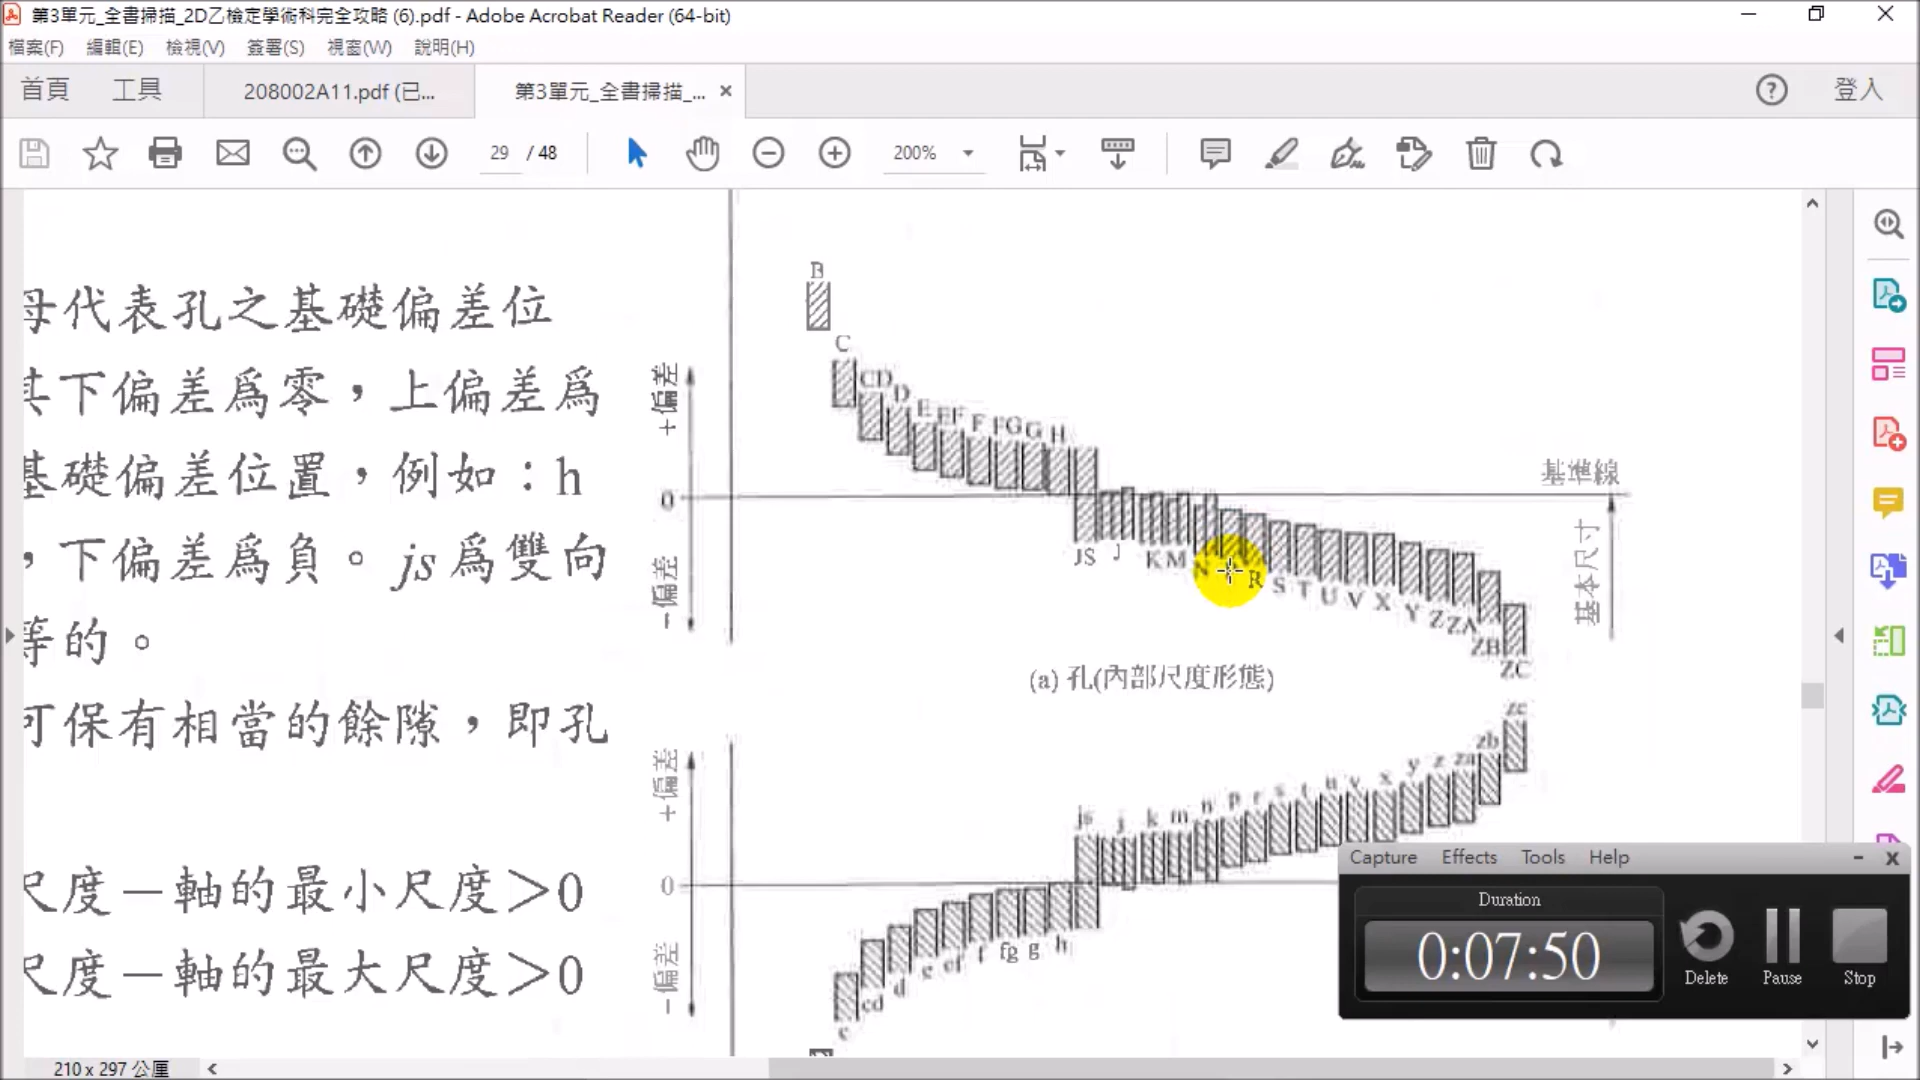 第3單元_全書掃描_2D乙檢定學術科完全攻略 (6).pdf - Adobe Acrobat Reader (64-bit)
檔案(F) 編輯(E) 檢視(V) 簽署(S) 視窗(W) 說明(H)
首頁 工具 208002A11.pdf (已... 第3單元_全書掃描_... × ? 登入
29 / 48 200%
母代表孔之基礎偏差位
其下偏差爲零，上偏差爲
基礎偏差位置，例如：h
，下偏差爲負。js爲雙向
等的。
可保有相當的餘隙，即孔
尺度－軸的最小尺度＞0
尺度－軸的最大尺度＞0
B
C
CD
D
E EF F FG G H
+偏差
0
－偏差
基準線
基本尺寸
JS J K M N R S T U V X Y Z ZA
ZB
ZC
(a) 孔(內部尺度形態)
zc
zb
za
z
y
+偏差
0
－偏差
js j k m n p r s t u v x
c cd d e ef f fg g h
Capture Effects Tools Help
Duration
0:07:50
Delete Pause Stop
210 x 297 公厘